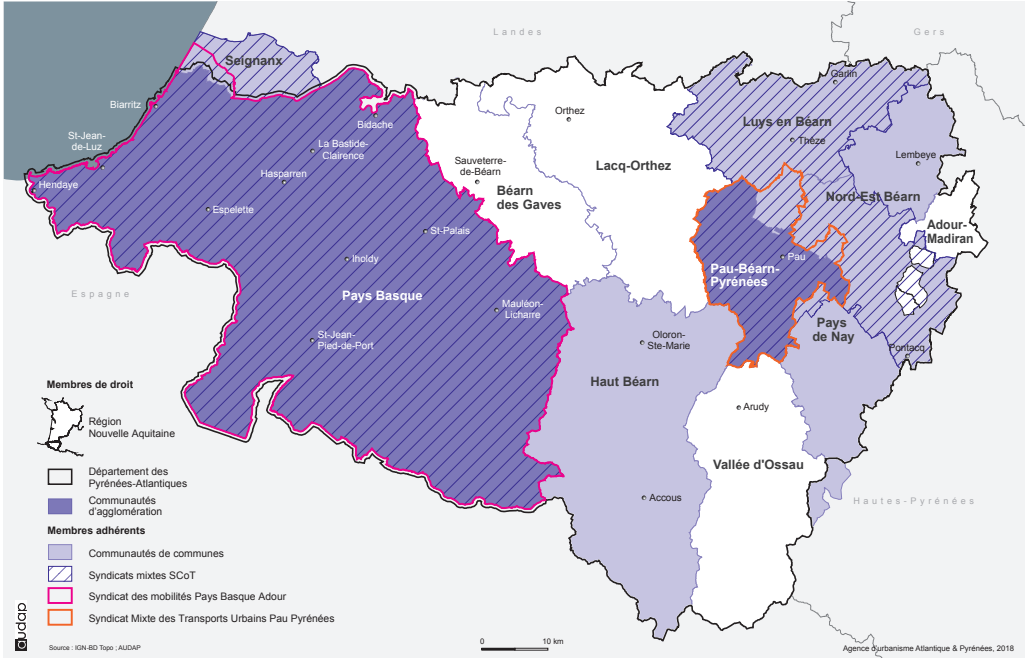 Landes
Gers
Seignanx
Garlin
Biarritz
Orthez
Bidache
Luys en Béarn
St-Jean-
de-Luz
Thèze
La Bastide-
Clairence
Lembeye
Sauveterre-
de-Béarn
Lacq-Orthez
Hasparren
Hendaye
Béarn
des Gaves
Nord-Est Béarn
Espelette
Adour-
Madiran
St-Palais
Iholdy
Pau
Pau-Béarn-
Pyrénées
Espagne
Pays Basque
Mauléon-
Licharre
Pays
de Nay
St-Jean-
Pied-de-Port
Oloron-
Ste-Marie
Pontacq
Haut Béarn
Arudy
Vallée d'Ossau
Accous
Hautes-Pyrénées
Membres de droit
Région
Nouvelle Aquitaine
Département des
Pyrénées-Atlantiques
Communautés
d'agglomération
Membres adhérents
Communautés de communes
Syndicats mixtes SCoT
Syndicat des mobilités Pays Basque Adour
Syndicat Mixte des Transports Urbains Pau Pyrénées
audap
Source : IGN-BD Topo ; AUDAP
0 10 km
Agence d'urbanisme Atlantique & Pyrénées, 2018